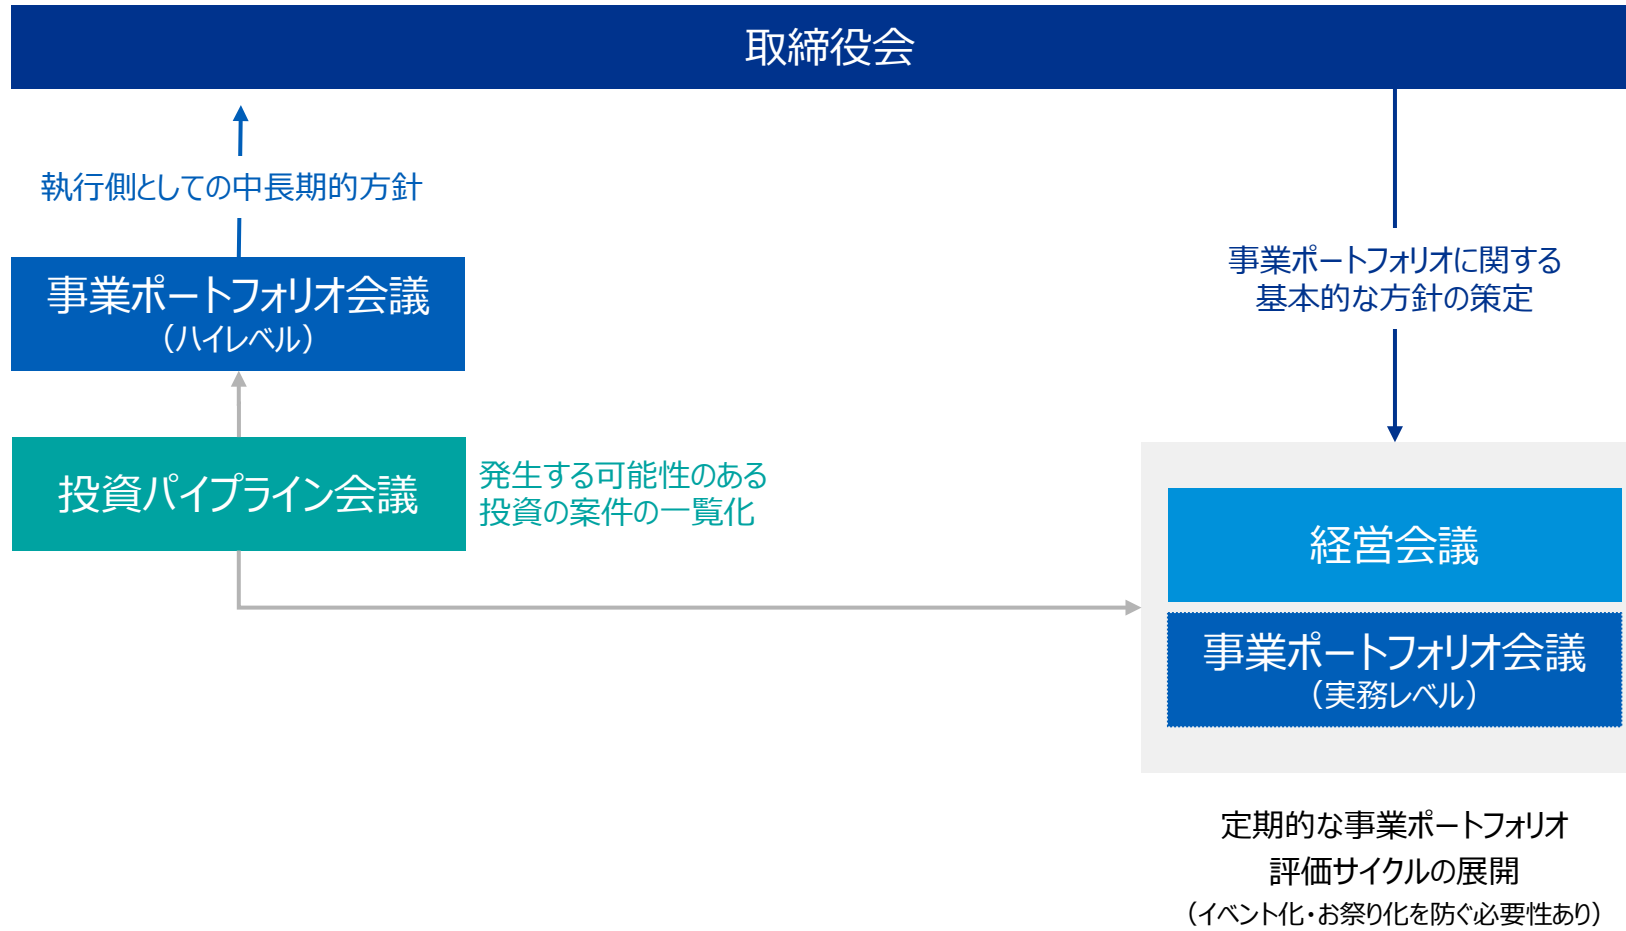 取締役会
執行側としての中長期的方針
事業ポートフォリオ会議
（ハイレベル）
投資パイプライン会議
発生する可能性のある
投資の案件の一覧化
事業ポートフォリオに関する
基本的な方針の策定
経営会議
事業ポートフォリオ会議
（実務レベル）
定期的な事業ポートフォリオ
評価サイクルの展開
（イベント化・お祭り化を防ぐ必要性あり）